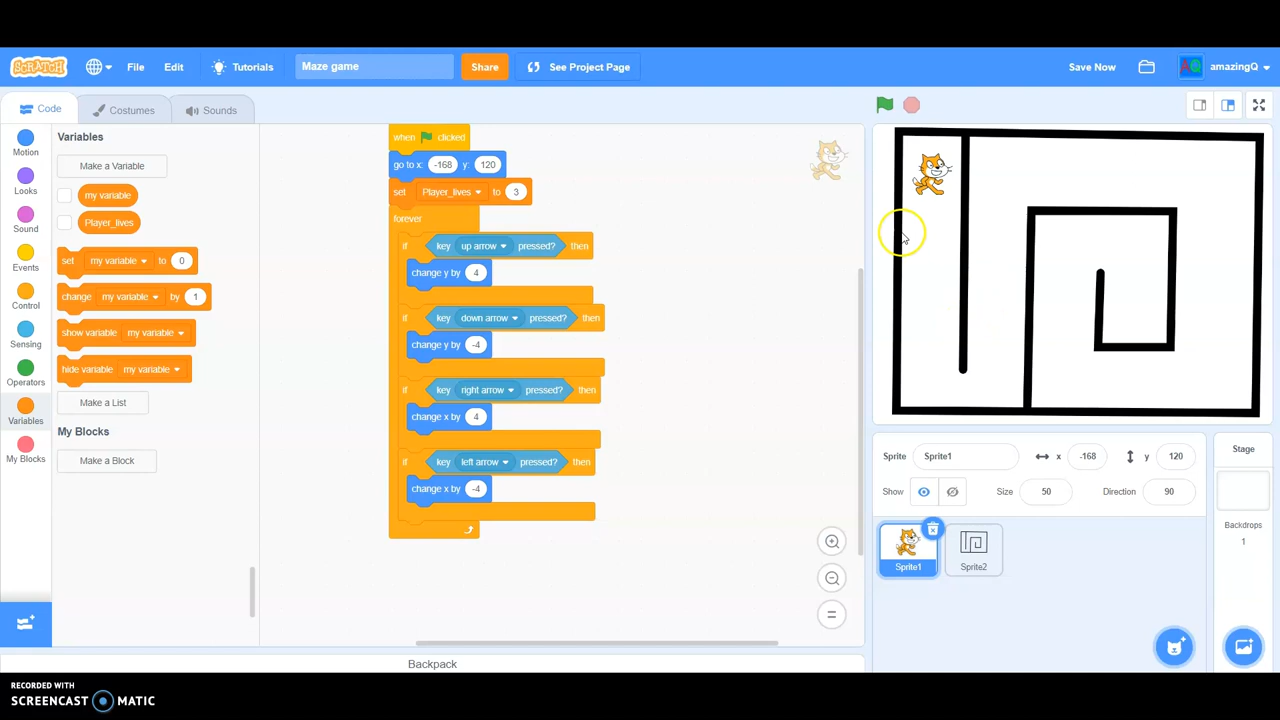 SCRATCH File Edit Tutorials Maze game Share See Project Page Save Now AQ amazingQ
Code Costumes Sounds
Motion
Looks
Sound
Events
Control
Sensing
Operators
Variables
My Blocks
Variables
Make a Variable
my variable
Player_lives
set my variable to 0
change my variable by 1
show variable my variable
hide variable my variable
Make a List
My Blocks
Make a Block
when clicked
go to x: -168 y: 120
set Player_lives to 3
forever
if key up arrow pressed? then
change y by 4
if key down arrow pressed? then
change y by -4
if key right arrow pressed? then
change x by 4
if key left arrow pressed? then
change x by -4
Sprite Sprite1 x -168 y 120
Show Size 50 Direction 90
Sprite1 Sprite2
Stage
Backdrops
1
Backpack
RECORDED WITH
SCREENCAST MATIC